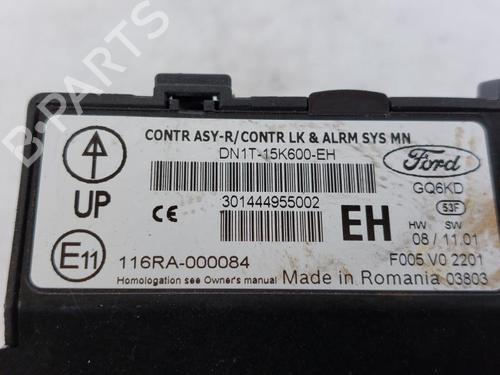 CONTR ASY-R/CONTR LK & ALRM SYS MN
DN1T-15K600-EH
Ford
UP
301444955002
GQ6KD
53F
CE
EH
HW SW
08 / 11.01
E11
116RA-000084
F005 V0 2201
Homologation see Owner's manual Made in Romania 03803
B-PARTS